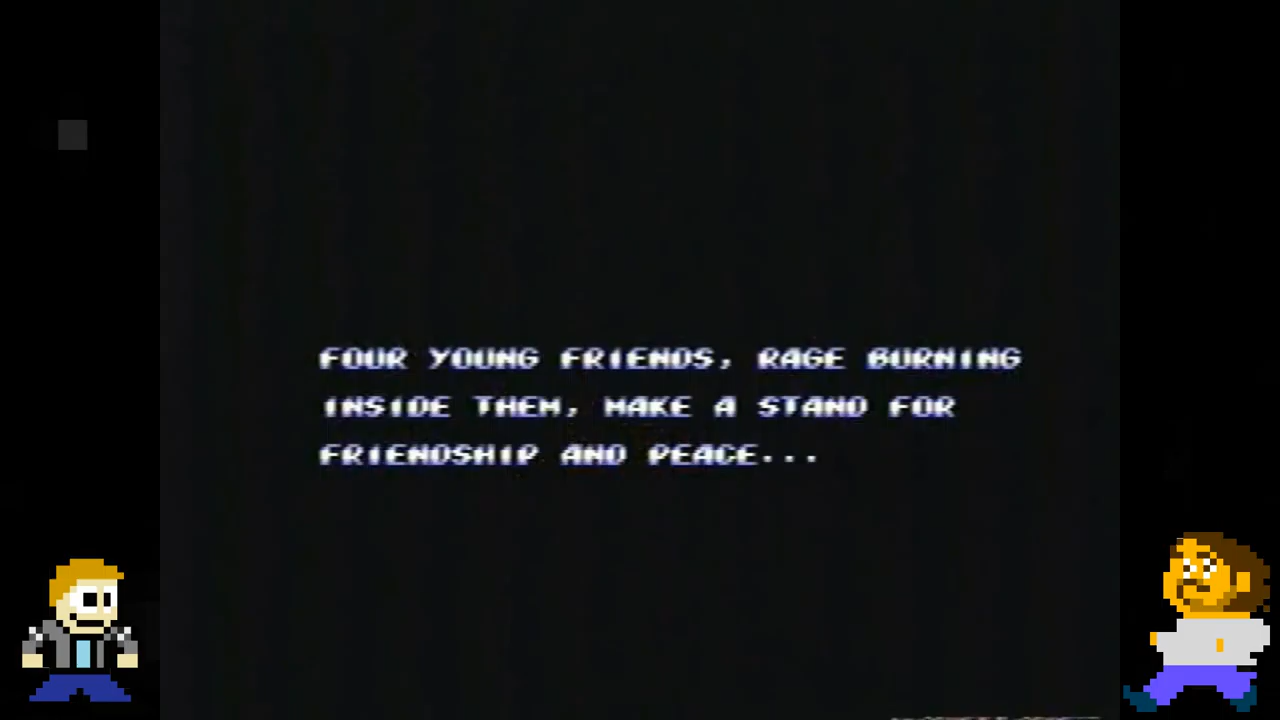 FOUR YOUNG FRIENDS, RAGE BURNING
INSIDE THEM, MAKE A STAND FOR
FRIENDSHIP AND PEACE...